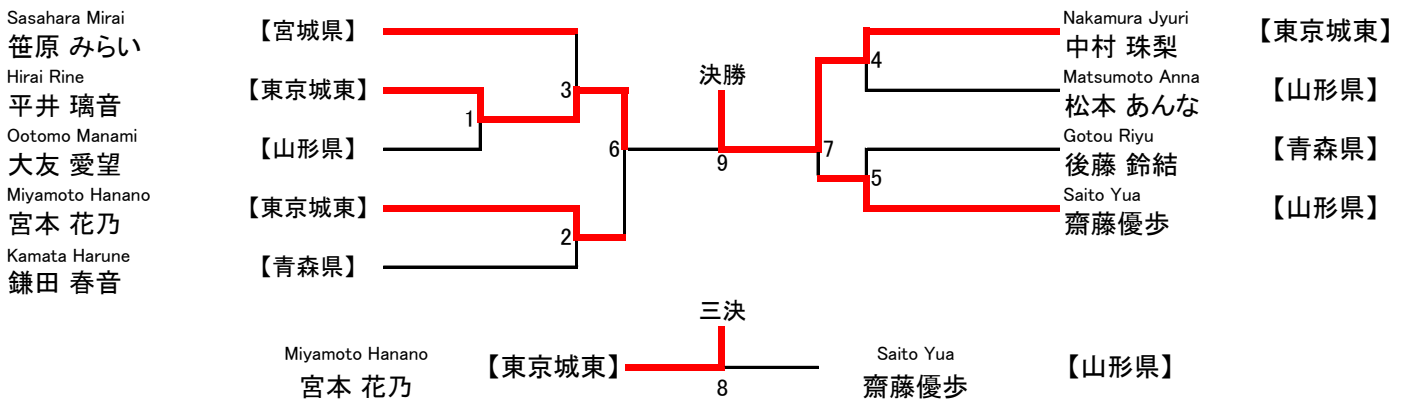 Sasahara Mirai
笹原 みらい
【宮城県】
Hirai Rine
平井 璃音
【東京城東】
Ootomo Manami
大友 愛望
【山形県】
Miyamoto Hanano
宮本 花乃
【東京城東】
Kamata Harune
鎌田 春音
【青森県】
1
2
3
6
決勝
9
7
4
5
Nakamura Jyuri
中村 珠梨
【東京城東】
Matsumoto Anna
松本 あんな
【山形県】
Gotou Riyu
後藤 鈴結
【青森県】
Saito Yua
齋藤優歩
【山形県】
三決
Miyamoto Hanano
宮本 花乃
【東京城東】
8
Saito Yua
齋藤優歩
【山形県】